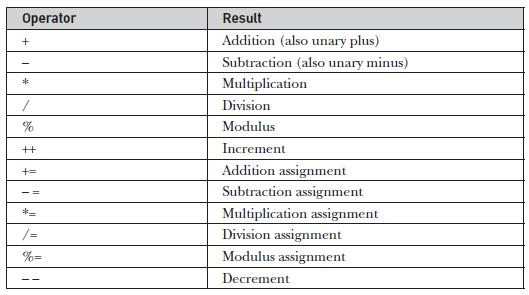 Operator Result
+ Addition (also unary plus)
– Subtraction (also unary minus)
* Multiplication
/ Division
% Modulus
++ Increment
+= Addition assignment
– = Subtraction assignment
*= Multiplication assignment
/= Division assignment
%= Modulus assignment
– – Decrement